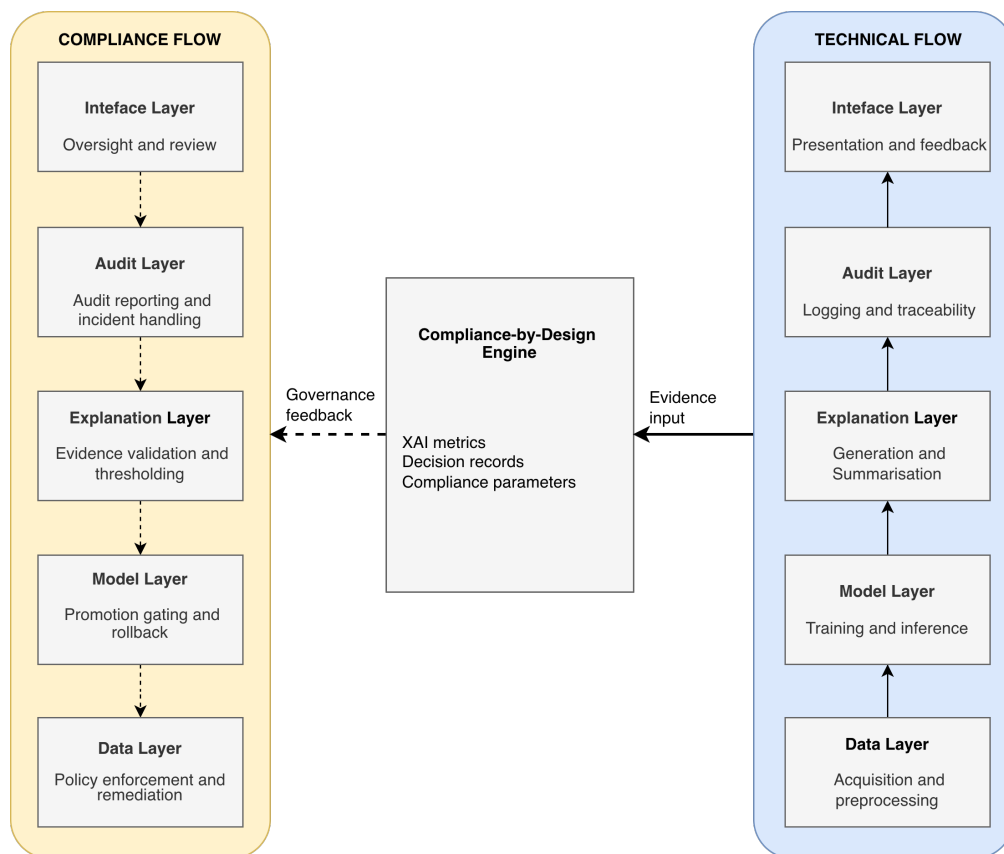 COMPLIANCE FLOW
Inteface Layer
Oversight and review
Audit Layer
Audit reporting and
incident handling
Explanation Layer
Evidence validation and
thresholding
Model Layer
Promotion gating and
rollback
Data Layer
Policy enforcement and
remediation
Governance
feedback
Compliance-by-Design
Engine
XAI metrics
Decision records
Compliance parameters
Evidence
input
TECHNICAL FLOW
Inteface Layer
Presentation and feedback
Audit Layer
Logging and traceability
Explanation Layer
Generation and
Summarisation
Model Layer
Training and inference
Data Layer
Acquisition and
preprocessing